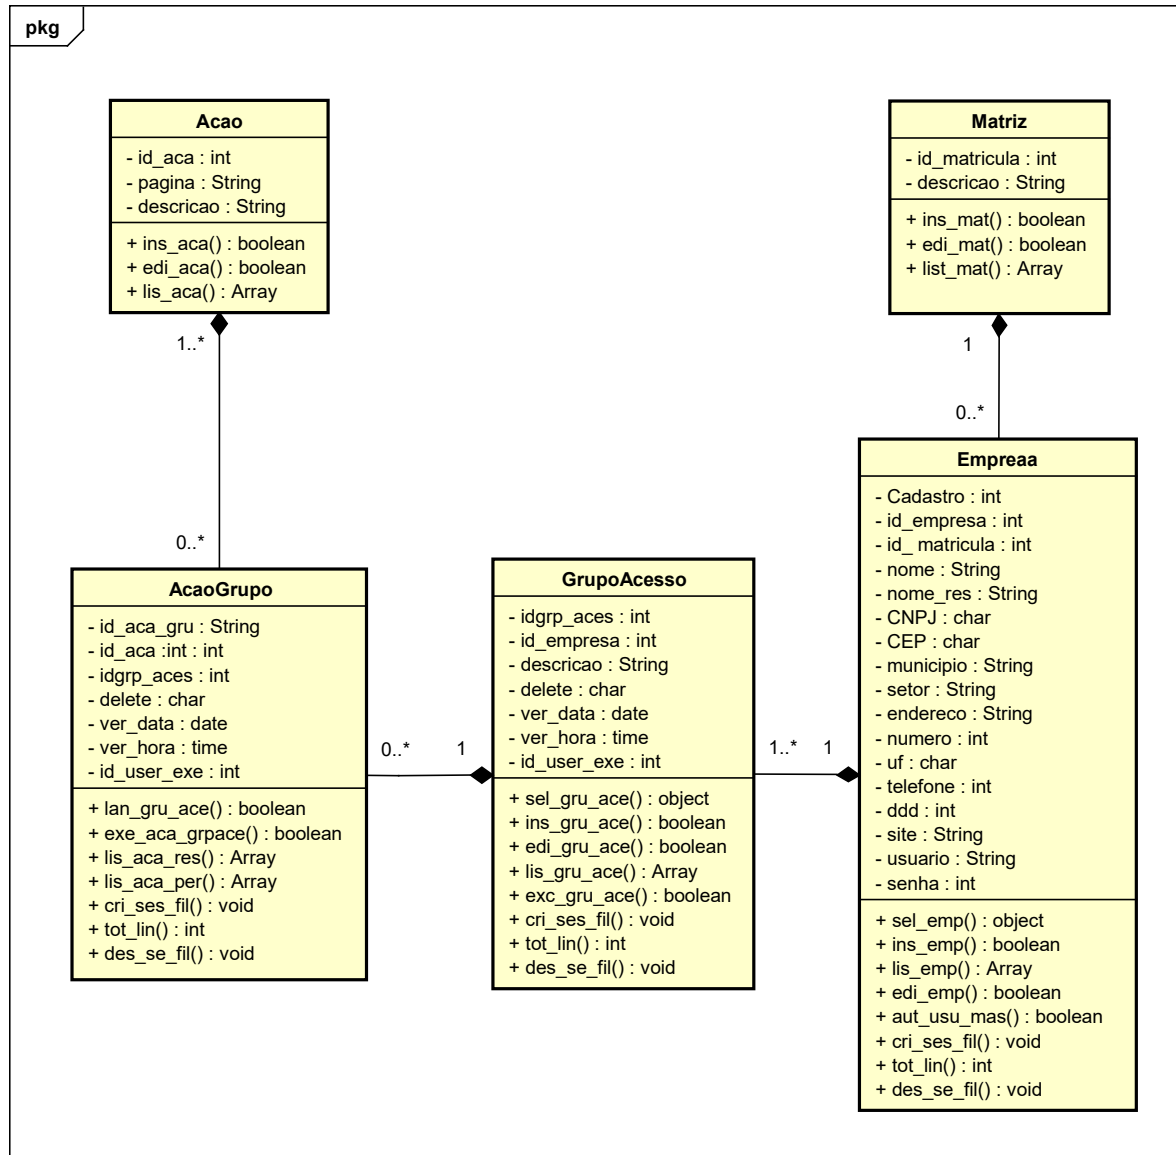 pkg
Acao
- id_aca : int
- pagina : String
- descricao : String
+ ins_aca() : boolean
+ edi_aca() : boolean
+ lis_aca() : Array
Matriz
- id_matricula : int
- descricao : String
+ ins_mat() : boolean
+ edi_mat() : boolean
+ list_mat() : Array
1..*
0..*
1
0..*
AcaoGrupo
- id_aca_gru : String
- id_aca :int : int
- idgrp_aces : int
- delete : char
- ver_data : date
- ver_hora : time
- id_user_exe : int
+ lan_gru_ace() : boolean
+ exe_aca_grpace() : boolean
+ lis_aca_res() : Array
+ lis_aca_per() : Array
+ cri_ses_fil() : void
+ tot_lin() : int
+ des_se_fil() : void
0..*
1
GrupoAcesso
- idgrp_aces : int
- id_empresa : int
- descricao : String
- delete : char
- ver_data : date
- ver_hora : time
- id_user_exe : int
+ sel_gru_ace() : object
+ ins_gru_ace() : boolean
+ edi_gru_ace() : boolean
+ lis_gru_ace() : Array
+ exc_gru_ace() : boolean
+ cri_ses_fil() : void
+ tot_lin() : int
+ des_se_fil() : void
1..*
1
Empreaa
- Cadastro : int
- id_empresa : int
- id_ matricula : int
- nome : String
- nome_res : String
- CNPJ : char
- CEP : char
- municipio : String
- setor : String
- endereco : String
- numero : int
- uf : char
- telefone : int
- ddd : int
- site : String
- usuario : String
- senha : int
+ sel_emp() : object
+ ins_emp() : boolean
+ lis_emp() : Array
+ edi_emp() : boolean
+ aut_usu_mas() : boolean
+ cri_ses_fil() : void
+ tot_lin() : int
+ des_se_fil() : void